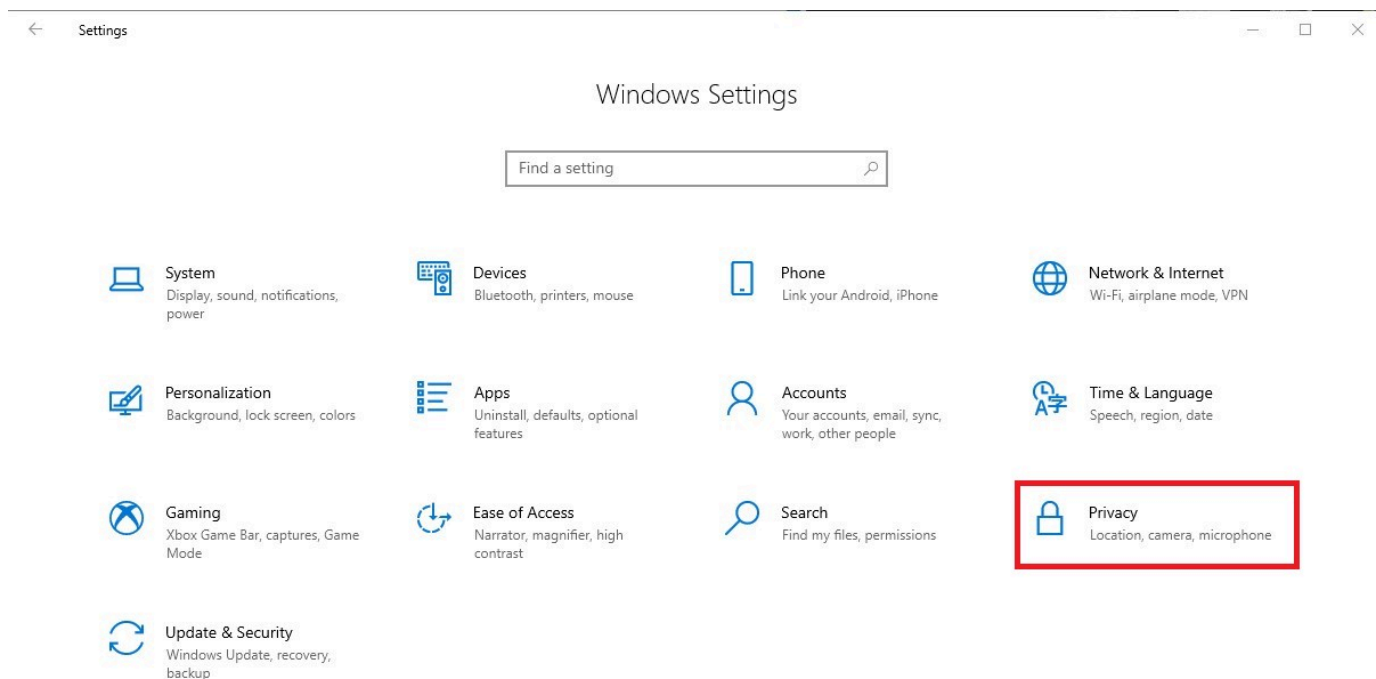 Settings
Windows Settings
Find a setting
System
Display, sound, notifications,
power
Devices
Bluetooth, printers, mouse
Phone
Link your Android, iPhone
Network & Internet
Wi-Fi, airplane mode, VPN
Personalization
Background, lock screen, colors
Apps
Uninstall, defaults, optional
features
Accounts
Your accounts, email, sync,
work, other people
Time & Language
Speech, region, date
Gaming
Xbox Game Bar, captures, Game
Mode
Ease of Access
Narrator, magnifier, high
contrast
Search
Find my files, permissions
Privacy
Location, camera, microphone
Update & Security
Windows Update, recovery,
backup